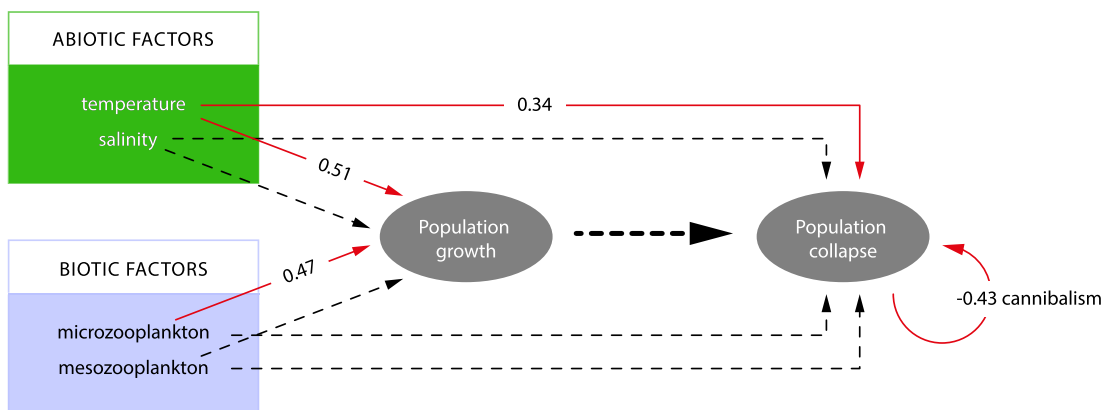 ABIOTIC FACTORS
temperature
0.34
salinity
0.51
Population
growth
Population
collapse
BIOTIC FACTORS
0.47
-0.43 cannibalism
microzooplankton
mesozooplankton